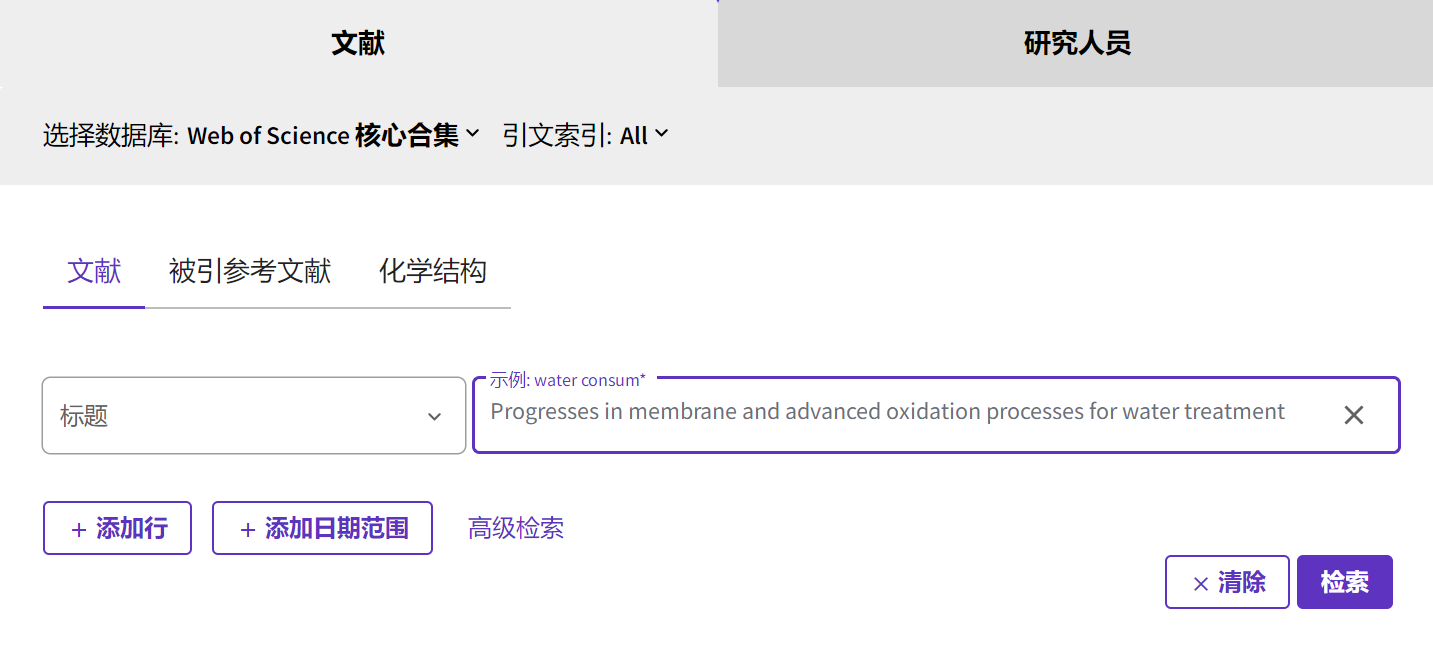 文献 研究人员
选择数据库: Web of Science 核心合集 引文索引: All
文献 被引参考文献 化学结构
示例: water consum*
标题 Progresses in membrane and advanced oxidation processes for water treatment
+ 添加行 + 添加日期范围 高级检索
× 清除 检索